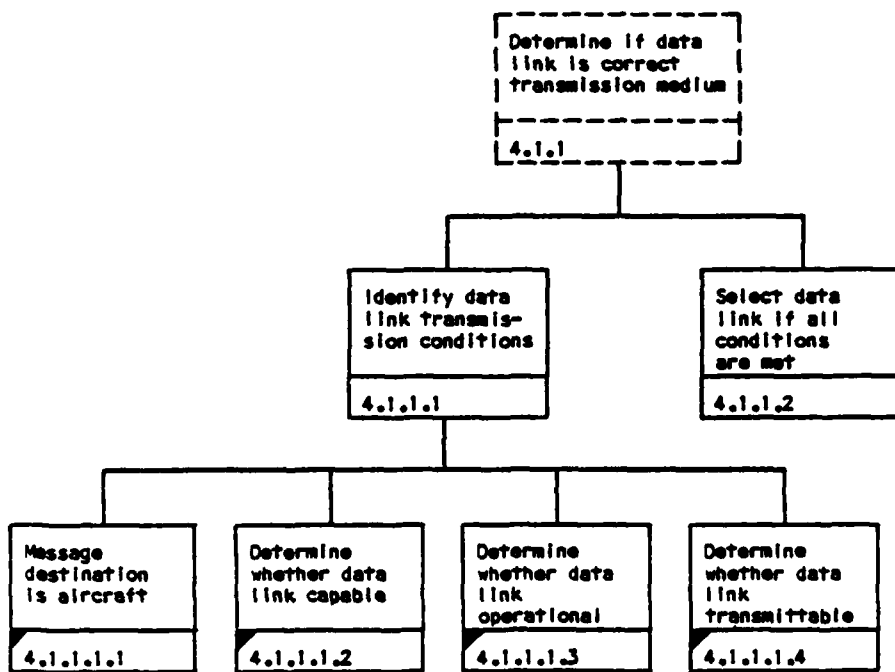 Determine if data
link is correct
transmission medium
4.1.1
Identify data
link transmis-
sion conditions
4.1.1.1
Select data
link if all
conditions
are met
4.1.1.2
Message
destination
is aircraft
4.1.1.1.1
Determine
whether data
link capable
4.1.1.1.2
Determine
whether data
link
operational
4.1.1.1.3
Determine
whether data
link
transmittable
4.1.1.1.4